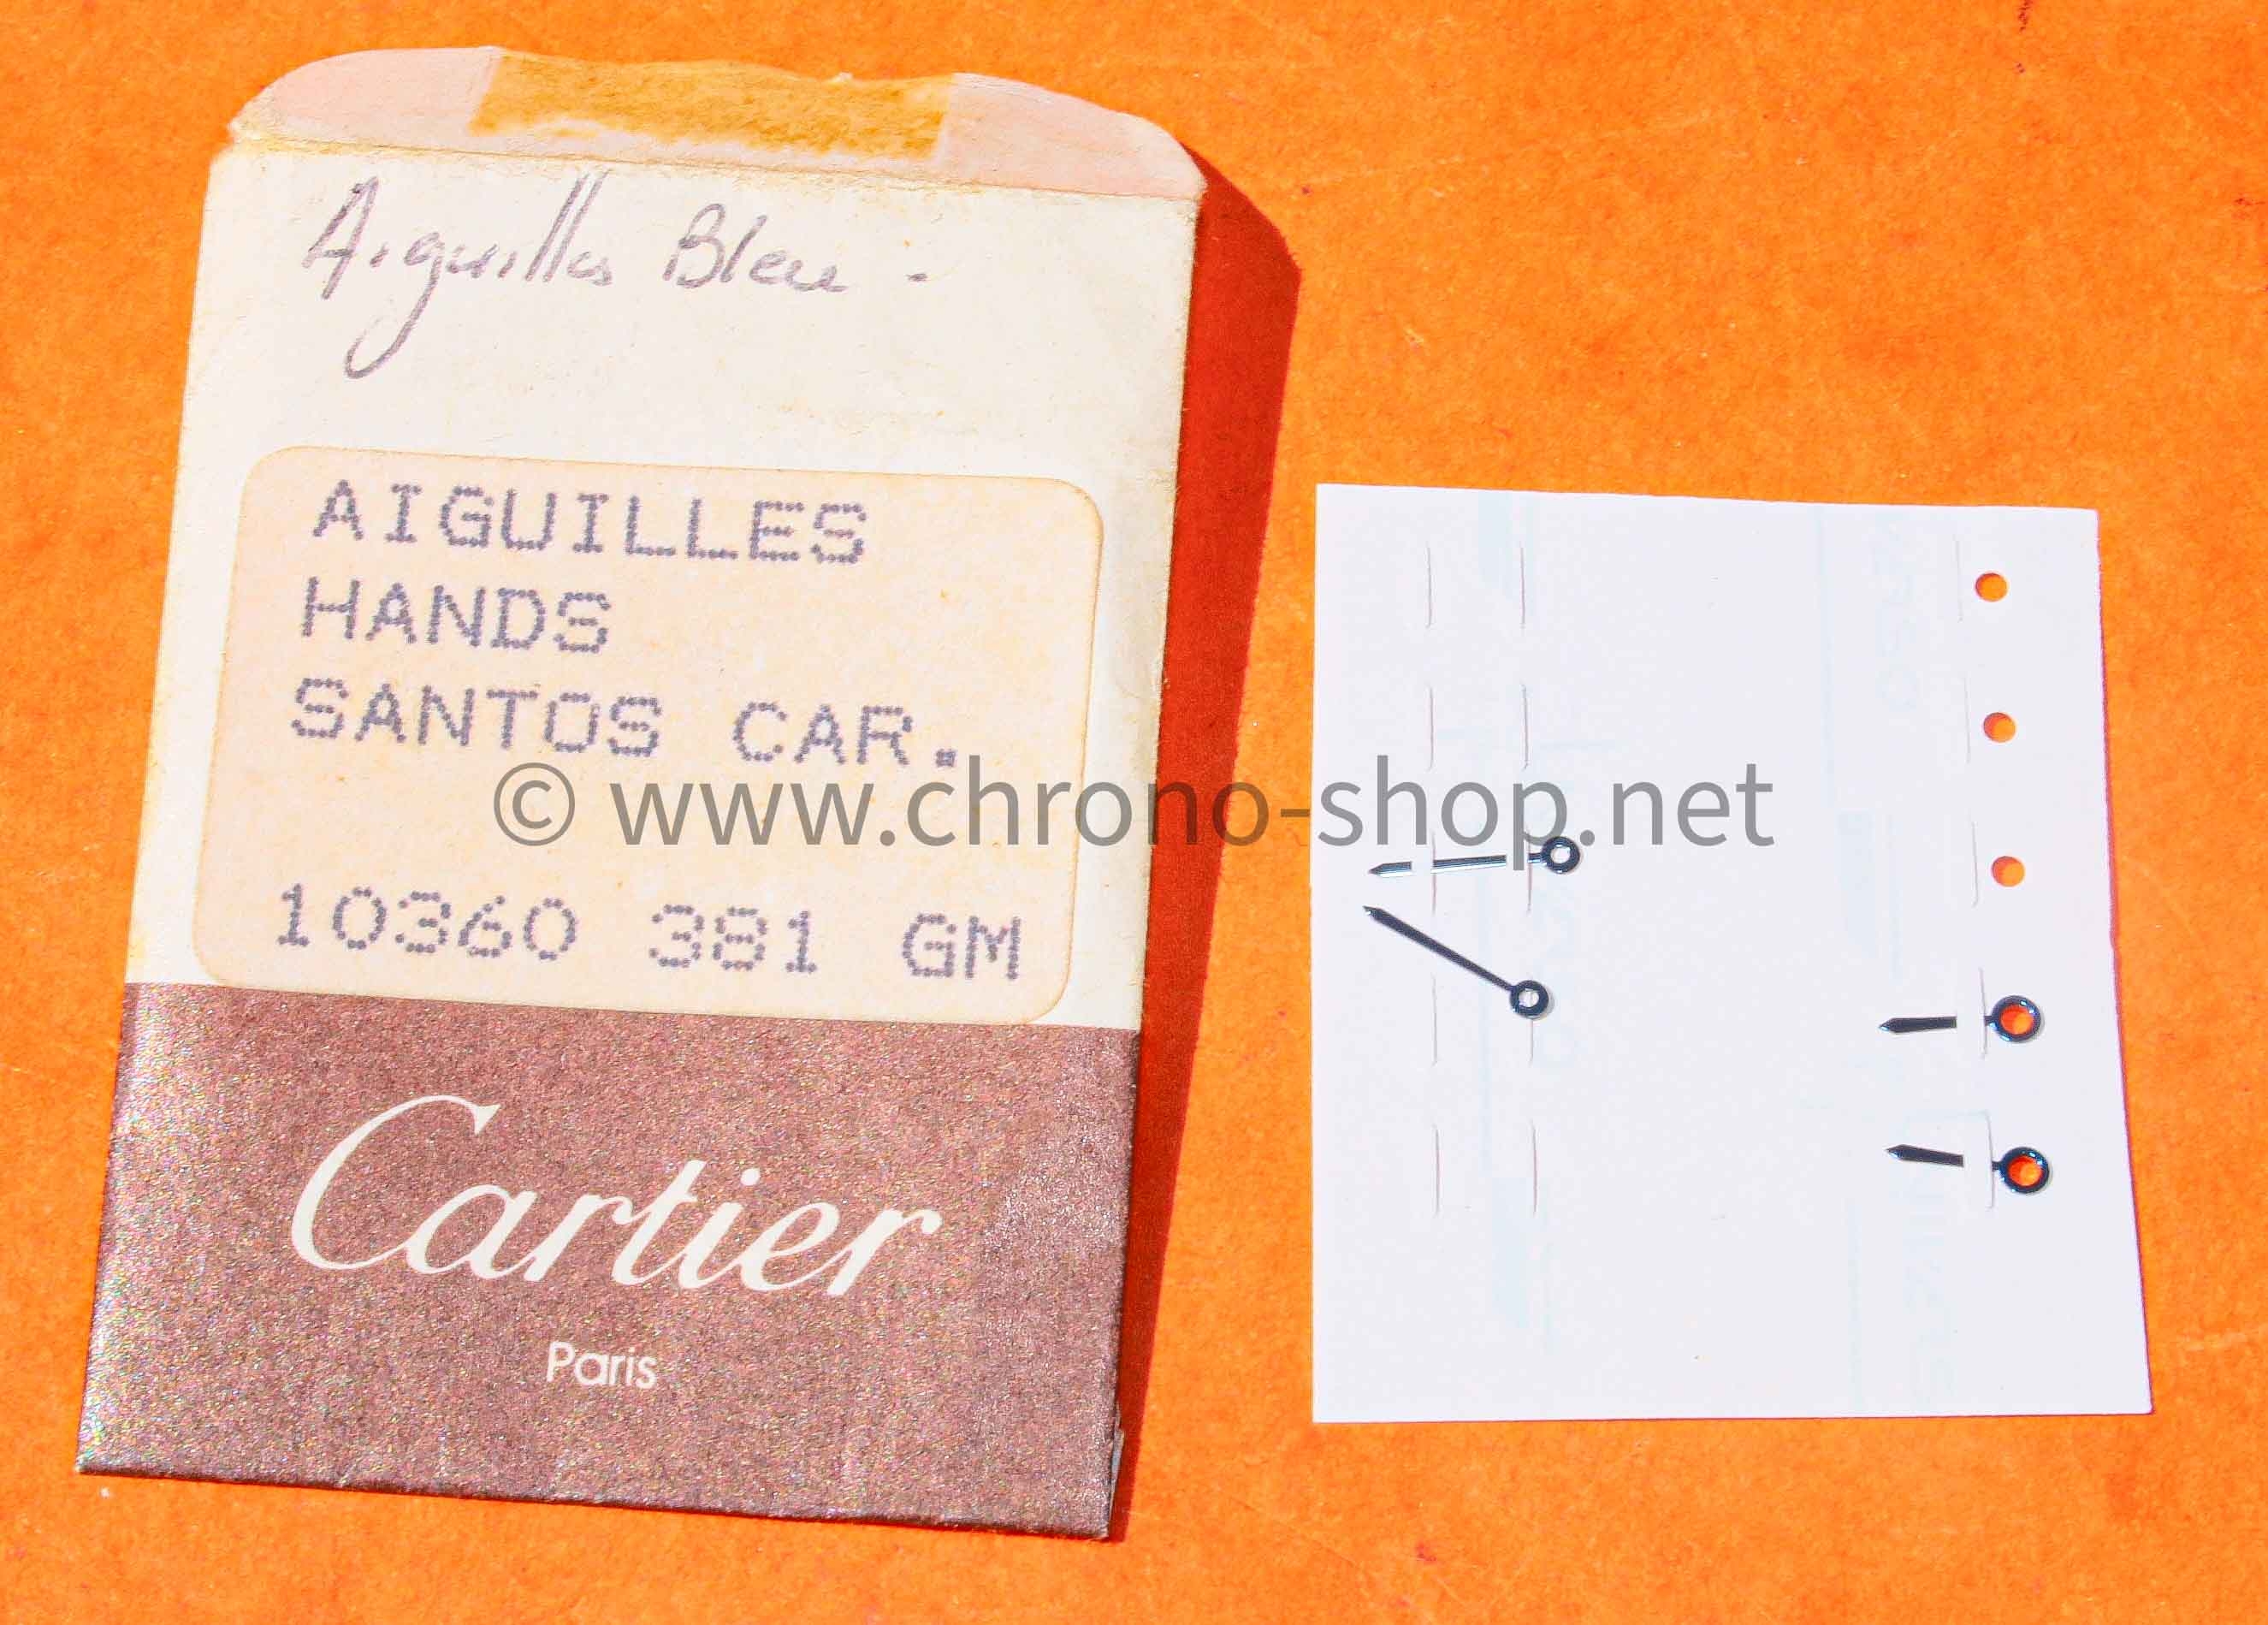 Aiguilles Bleu -
AIGUILLES
HANDS
SANTOS CAR.
© www.chrono-shop.net
10360 381 GM
Cartier
Paris